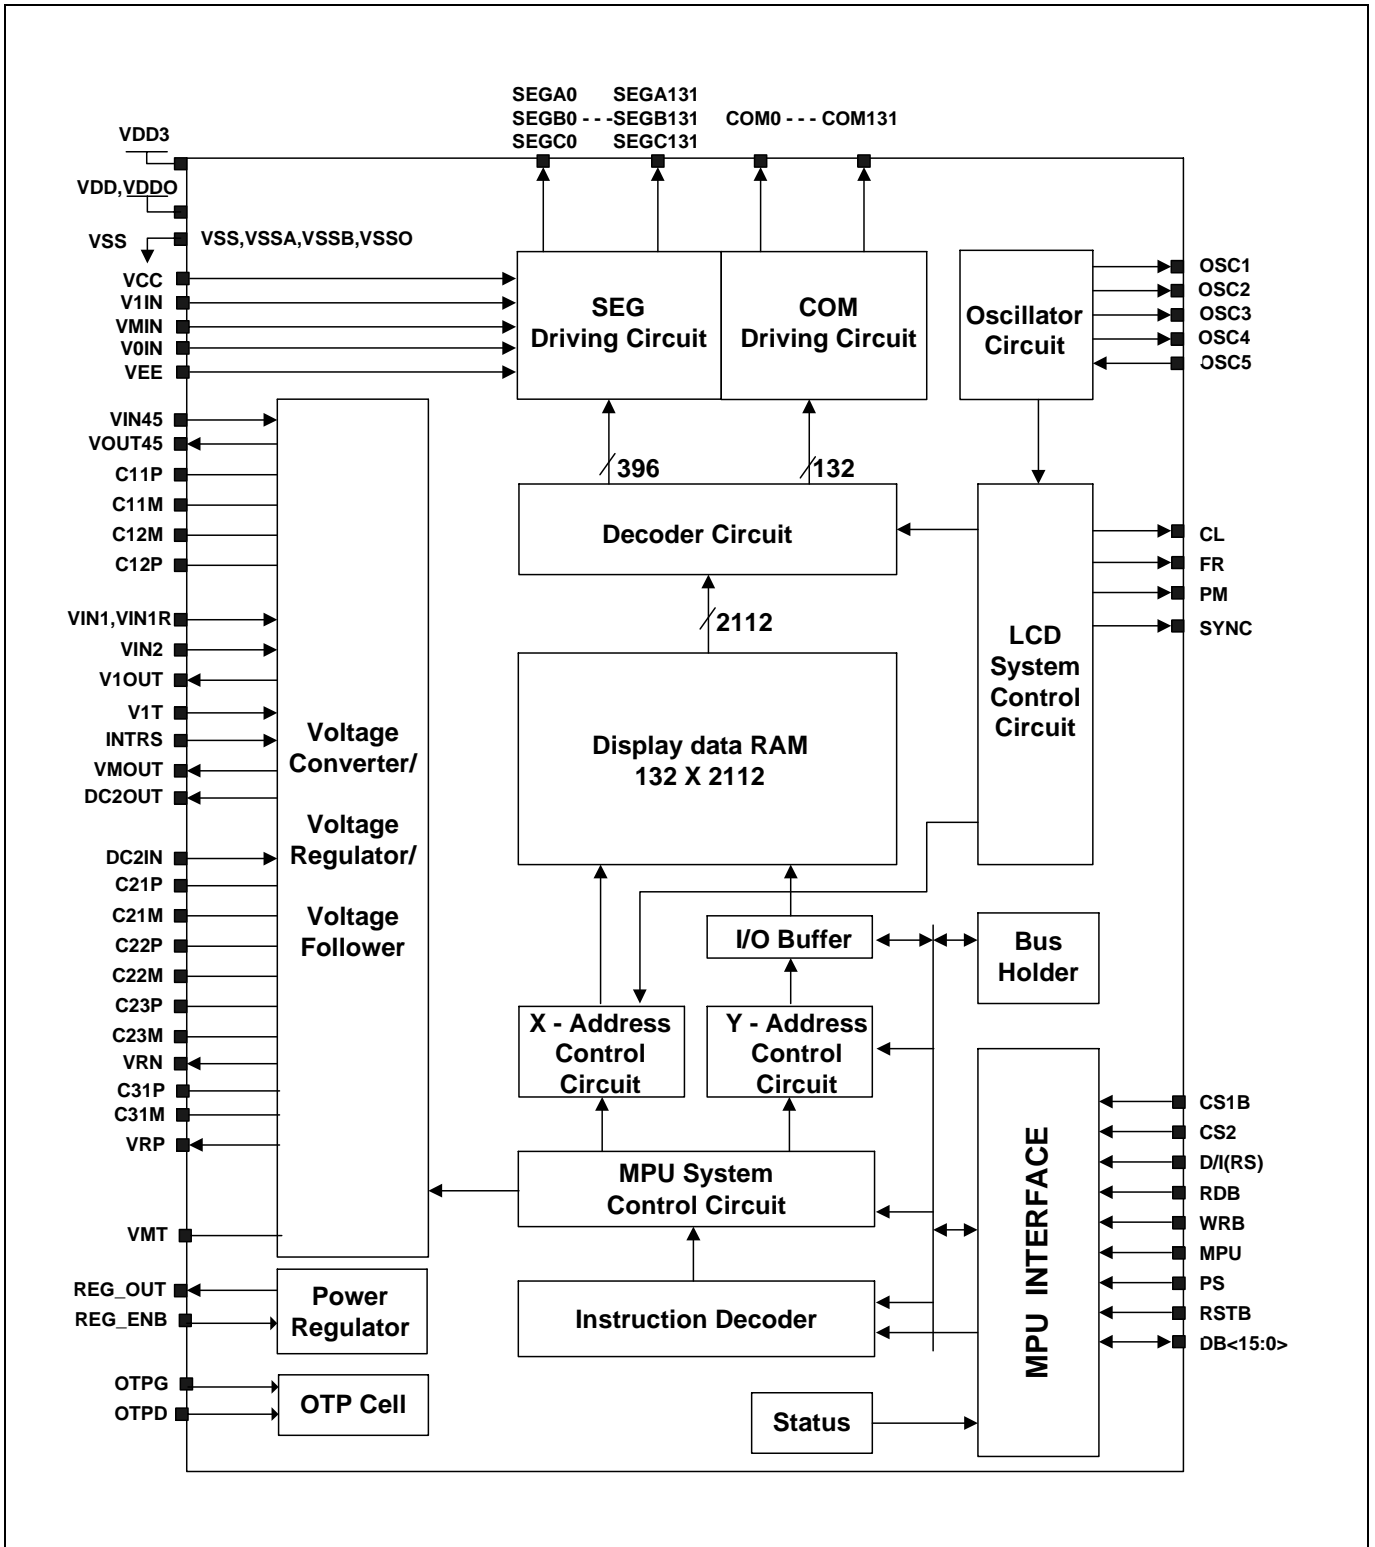 SEGA0 SEGA131
SEGB0 - - -SEGB131 COM0 - - - COM131
SEGC0 SEGC131
VDD3
VDD,VDDO
VSS
VSS,VSSA,VSSB,VSSO
VCC
V1IN
VMIN
V0IN
VEE
SEG
Driving Circuit
COM
Driving Circuit
Oscillator
Circuit
OSC1
OSC2
OSC3
OSC4
OSC5
VIN45
VOUT45
C11P
C11M
C12M
C12P
VIN1,VIN1R
VIN2
V1OUT
V1T
INTRS
VMOUT
DC2OUT
DC2IN
C21P
C21M
C22P
C22M
C23P
C23M
VRN
C31P
C31M
VRP
VMT
Voltage
Converter/
Voltage
Regulator/
Voltage
Follower
396
132
Decoder Circuit
2112
Display data RAM
132 X 2112
LCD
System
Control
Circuit
CL
FR
PM
SYNC
I/O Buffer
Bus
Holder
X - Address
Control
Circuit
Y - Address
Control
Circuit
MPU System
Control Circuit
Instruction Decoder
MPU INTERFACE
CS1B
CS2
D/I(RS)
RDB
WRB
MPU
PS
RSTB
DB<15:0>
REG_OUT
REG_ENB
Power
Regulator
OTPG
OTPD
OTP Cell
Status